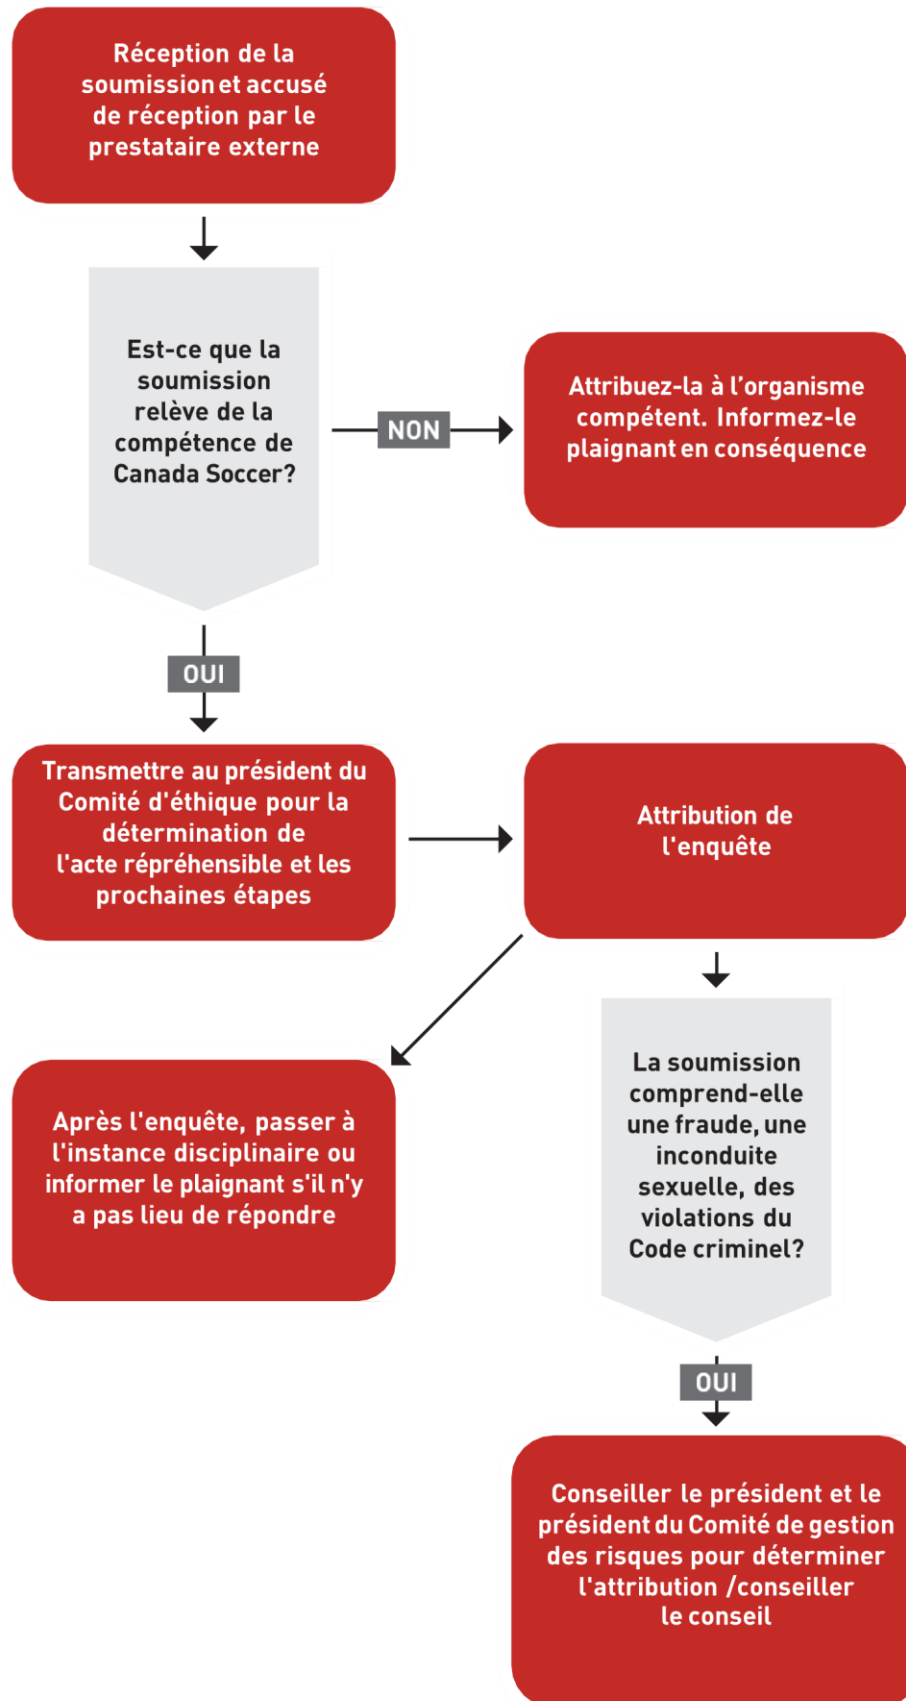 Réception de la
soumission et accusé
de réception par le
prestataire externe
Est-ce que la
soumission
relève de la
compétence de
Canada Soccer?
NON
Attribuez-la à l’organisme
compétent. Informez-le
plaignant en conséquence
OUI
Transmettre au président du
Comité d'éthique pour la
détermination de
l'acte répréhensible et les
prochaines étapes
Attribution de
l'enquête
Après l'enquête, passer à
l'instance disciplinaire ou
informer le plaignant s'il n'y
a pas lieu de répondre
La soumission
comprend-elle
une fraude, une
inconduite
sexuelle, des
violations du
Code criminel?
OUI
Conseiller le président et le
président du Comité de gestion
des risques pour déterminer
l'attribution /conseiller
le conseil